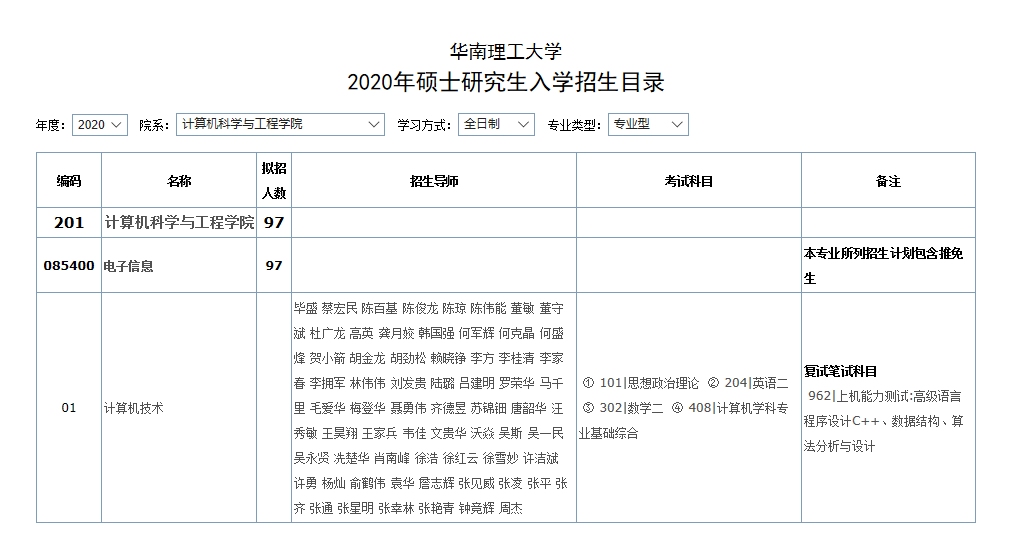 华南理工大学
2020年硕士研究生入学招生目录
年度： 2020 院系： 计算机科学与工程学院 学习方式： 全日制 专业类型： 专业型
编码 名称 拟招人数 招生导师 考试科目 备注
201 计算机科学与工程学院 97
085400 电子信息 97 本专业所列招生计划包含推免
生
01 计算机技术
毕盛 蔡宏民 陈百基 陈俊龙 陈琼 陈伟能 董敏 董守
斌 杜广龙 高英 龚月姣 韩国强 何军辉 何克晶 何盛
烽 贺小箭 胡金龙 胡劲松 赖晓铮 李方 李桂清 李家
春 李拥军 林伟伟 刘发贵 陆璐 吕建明 罗荣华 马千
里 毛爱华 梅登华 聂勇伟 齐德昱 苏锦钿 唐韶华 汪
秀敏 王昊翔 王家兵 韦佳 文贵华 沃焱 吴斯 吴一民
吴永贤 冼楚华 肖南峰 徐浩 徐红云 徐雪妙 许洁斌
许勇 杨灿 俞鹤伟 袁华 詹志辉 张见威 张凌 张平 张
齐 张通 张星明 张幸林 张艳青 钟竞辉 周杰
① 101|思想政治理论 ② 204|英语二
③ 302|数学二 ④ 408|计算机学科专
业基础综合
复试笔试科目
962|上机能力测试:高级语言
程序设计C++、数据结构、算
法分析与设计